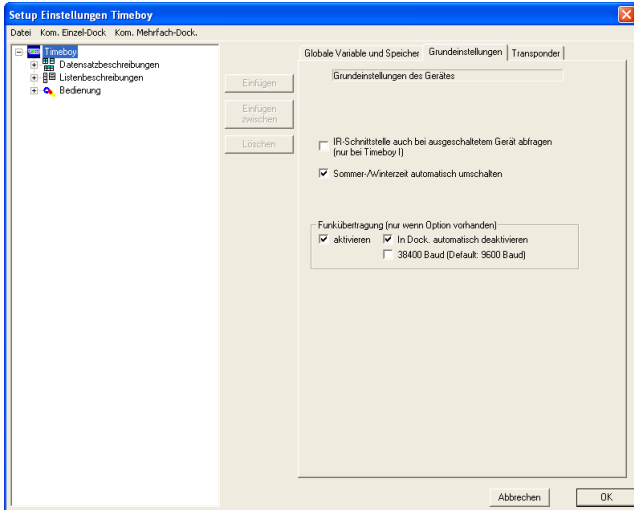 Setup Einstellungen Timeboy
Datei Kom. Einzel-Dock Kom. Mehrfach-Dock.
Timeboy
Datensatzbeschreibungen
Listenbeschreibungen
Bedienung
Einfügen
Einfügen
zwischen
Löschen
Globale Variable und Speicher Grundeinstellungen Transponder
Grundeinstellungen des Gerätes
IR-Schnittstelle auch bei ausgeschaltetem Gerät abfragen
(nur bei Timeboy I)
Sommer-/Winterzeit automatisch umschalten
Funkübertragung (nur wenn Option vorhanden)
aktivieren In Dock. automatisch deaktivieren
38400 Baud (Default: 9600 Baud)
Abbrechen OK